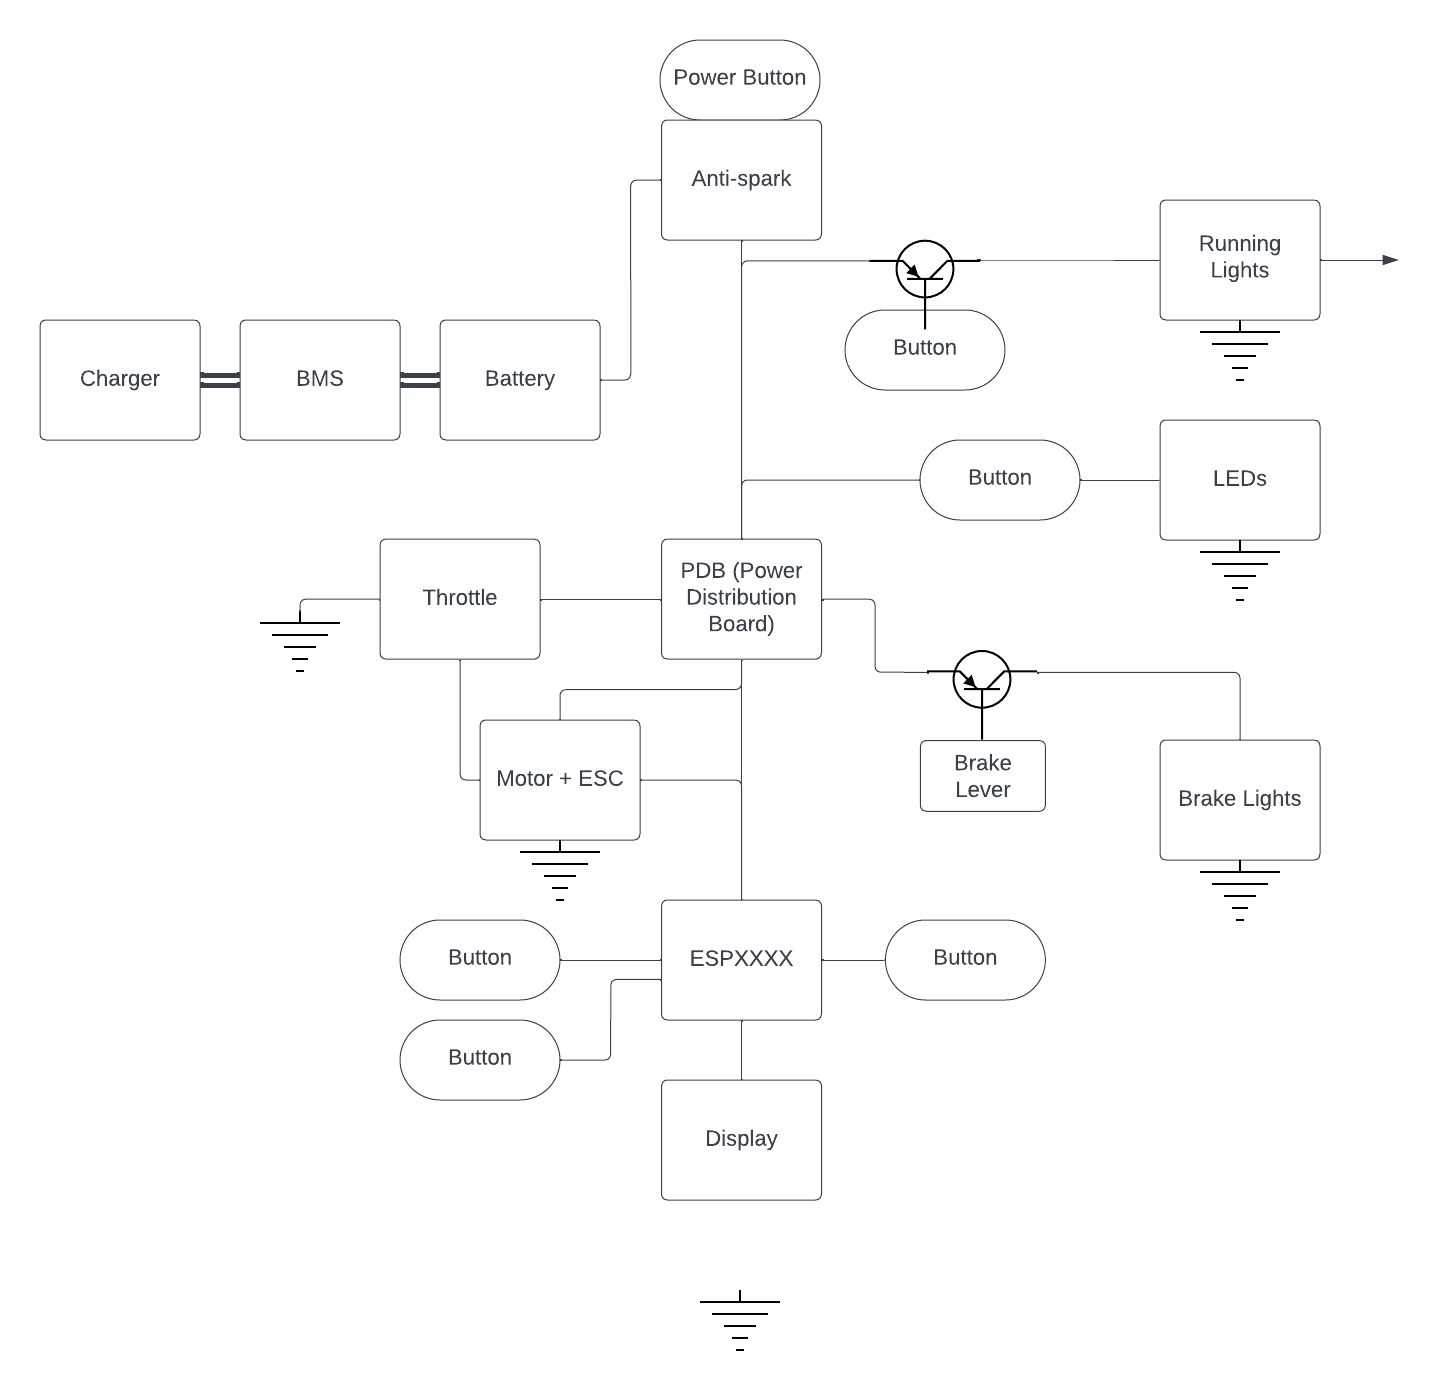 Power Button
Anti-spark
Running
Lights
Button
Charger
BMS
Battery
Button
LEDs
Throttle
PDB (Power
Distribution
Board)
Motor + ESC
Brake
Lever
Brake Lights
Button
ESPXXXX
Button
Button
Display